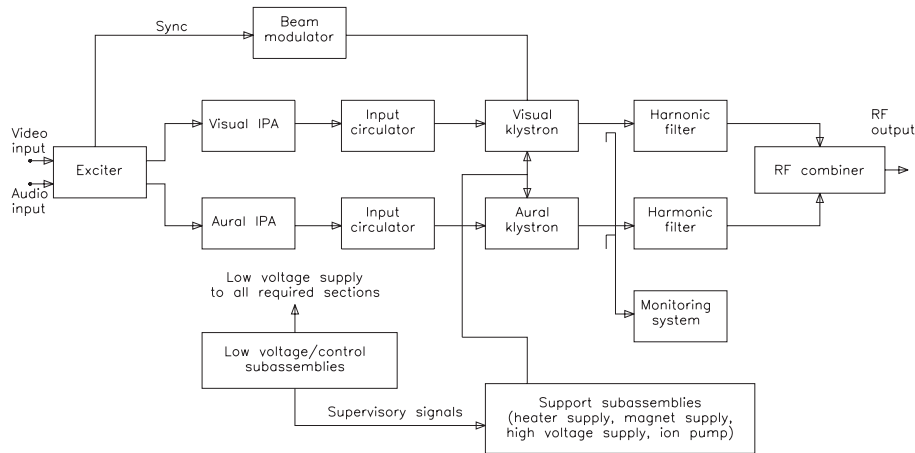 Sync
Beam
modulator
Video
input
Audio
input
Exciter
Visual IPA
Input
circulator
Visual
klystron
Harnonic
filter
RF
output
RF combiner
Aural IPA
Input
circulator
Aural
klystron
Harmonic
filter
Low voltage supply
to all required sections
Monitoring
system
Low voltage/control
subassemblies
Supervisory signals
Support subassemblies
(heater supply, magnet supply,
high voltage supply, ion pump)